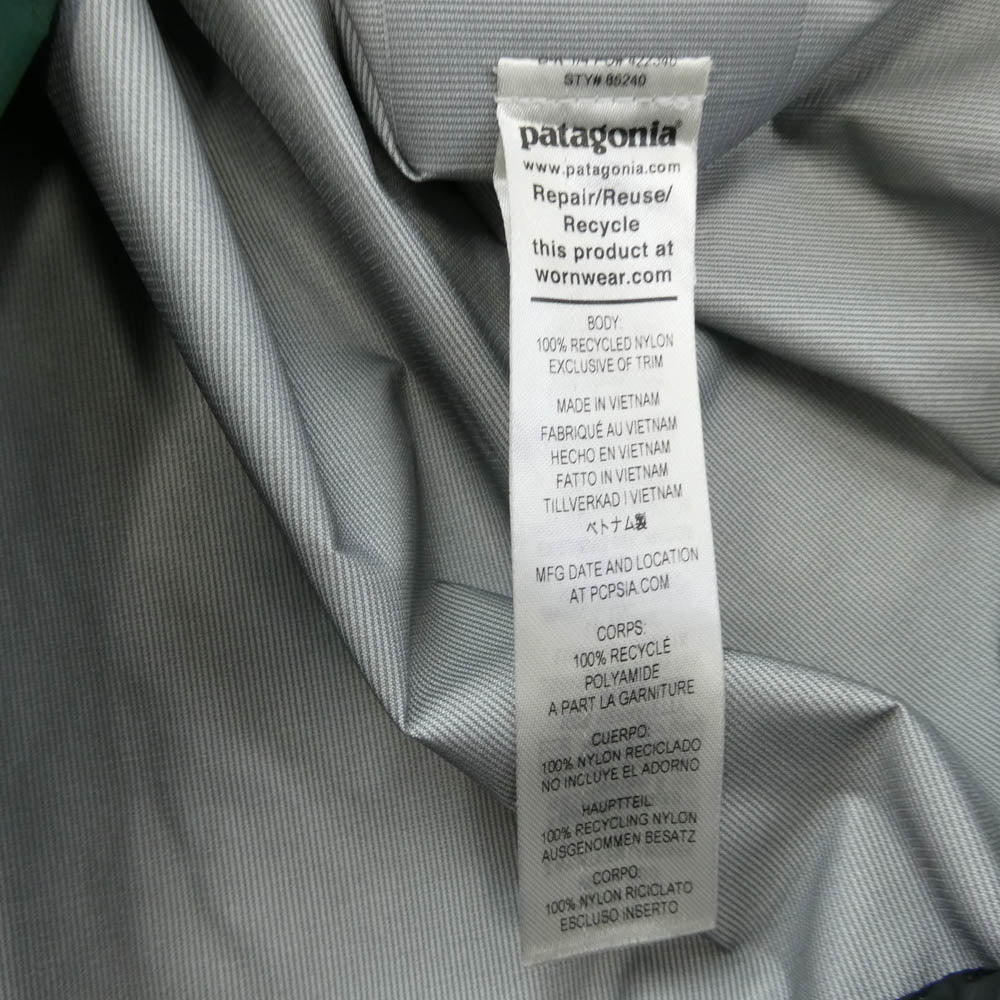 STY# 85240
patagonia®
www.patagonia.com
Repair/Reuse/
Recycle
this product at
wornwear.com
BODY:
100% RECYCLED NYLON
EXCLUSIVE OF TRIM
MADE IN VIETNAM
FABRIQUÉ AU VIETNAM
HECHO EN VIETNAM
FATTO IN VIETNAM
TILLVERKAD I VIETNAM
ベトナム製
MFG DATE AND LOCATION
AT PCPSIA.COM
CORPS:
100% RECYCLÉ
POLYAMIDE
A PART LA GARNITURE
CUERPO:
100% NYLON RECICLADO
NO INCLUYE EL ADORNO
HAUPTTEIL:
100% RECYCLING NYLON
AUSGENOMMEN BESATZ
CORPO:
100% NYLON RICICLATO
ESCLUSO INSERTO